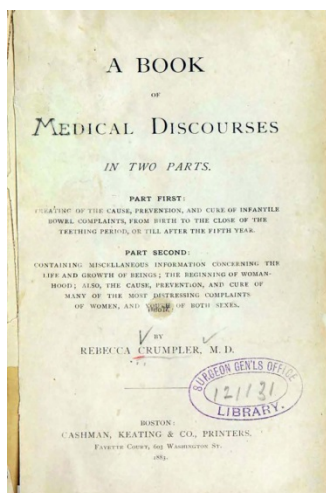 A BOOK
OF
MEDICAL DISCOURSES
IN TWO PARTS.
PART FIRST:
TREATING OF THE CAUSE, PREVENTION, AND CURE OF INFANTILE
BOWEL COMPLAINTS, FROM BIRTH TO THE CLOSE OF THE
TEETHING PERIOD, OR TILL AFTER THE FIFTH YEAR.
PART SECOND:
CONTAINING MISCELLANEOUS INFORMATION CONCERNING THE
LIFE AND GROWTH OF BEINGS; THE BEGINNING OF WOMAN-
HOOD; ALSO, THE CAUSE, PREVENTION, AND CURE OF
MANY OF THE MOST DISTRESSING COMPLAINTS
OF WOMEN, AND YOUTH OF BOTH SEXES.
BY
REBECCA CRUMPLER, M. D.
SURGEON GEN'LS OFFICE
121131
LIBRARY.
BOSTON:
CASHMAN, KEATING & CO., PRINTERS,
FAYETTE COURT, 603 WASHINGTON ST.
1883.